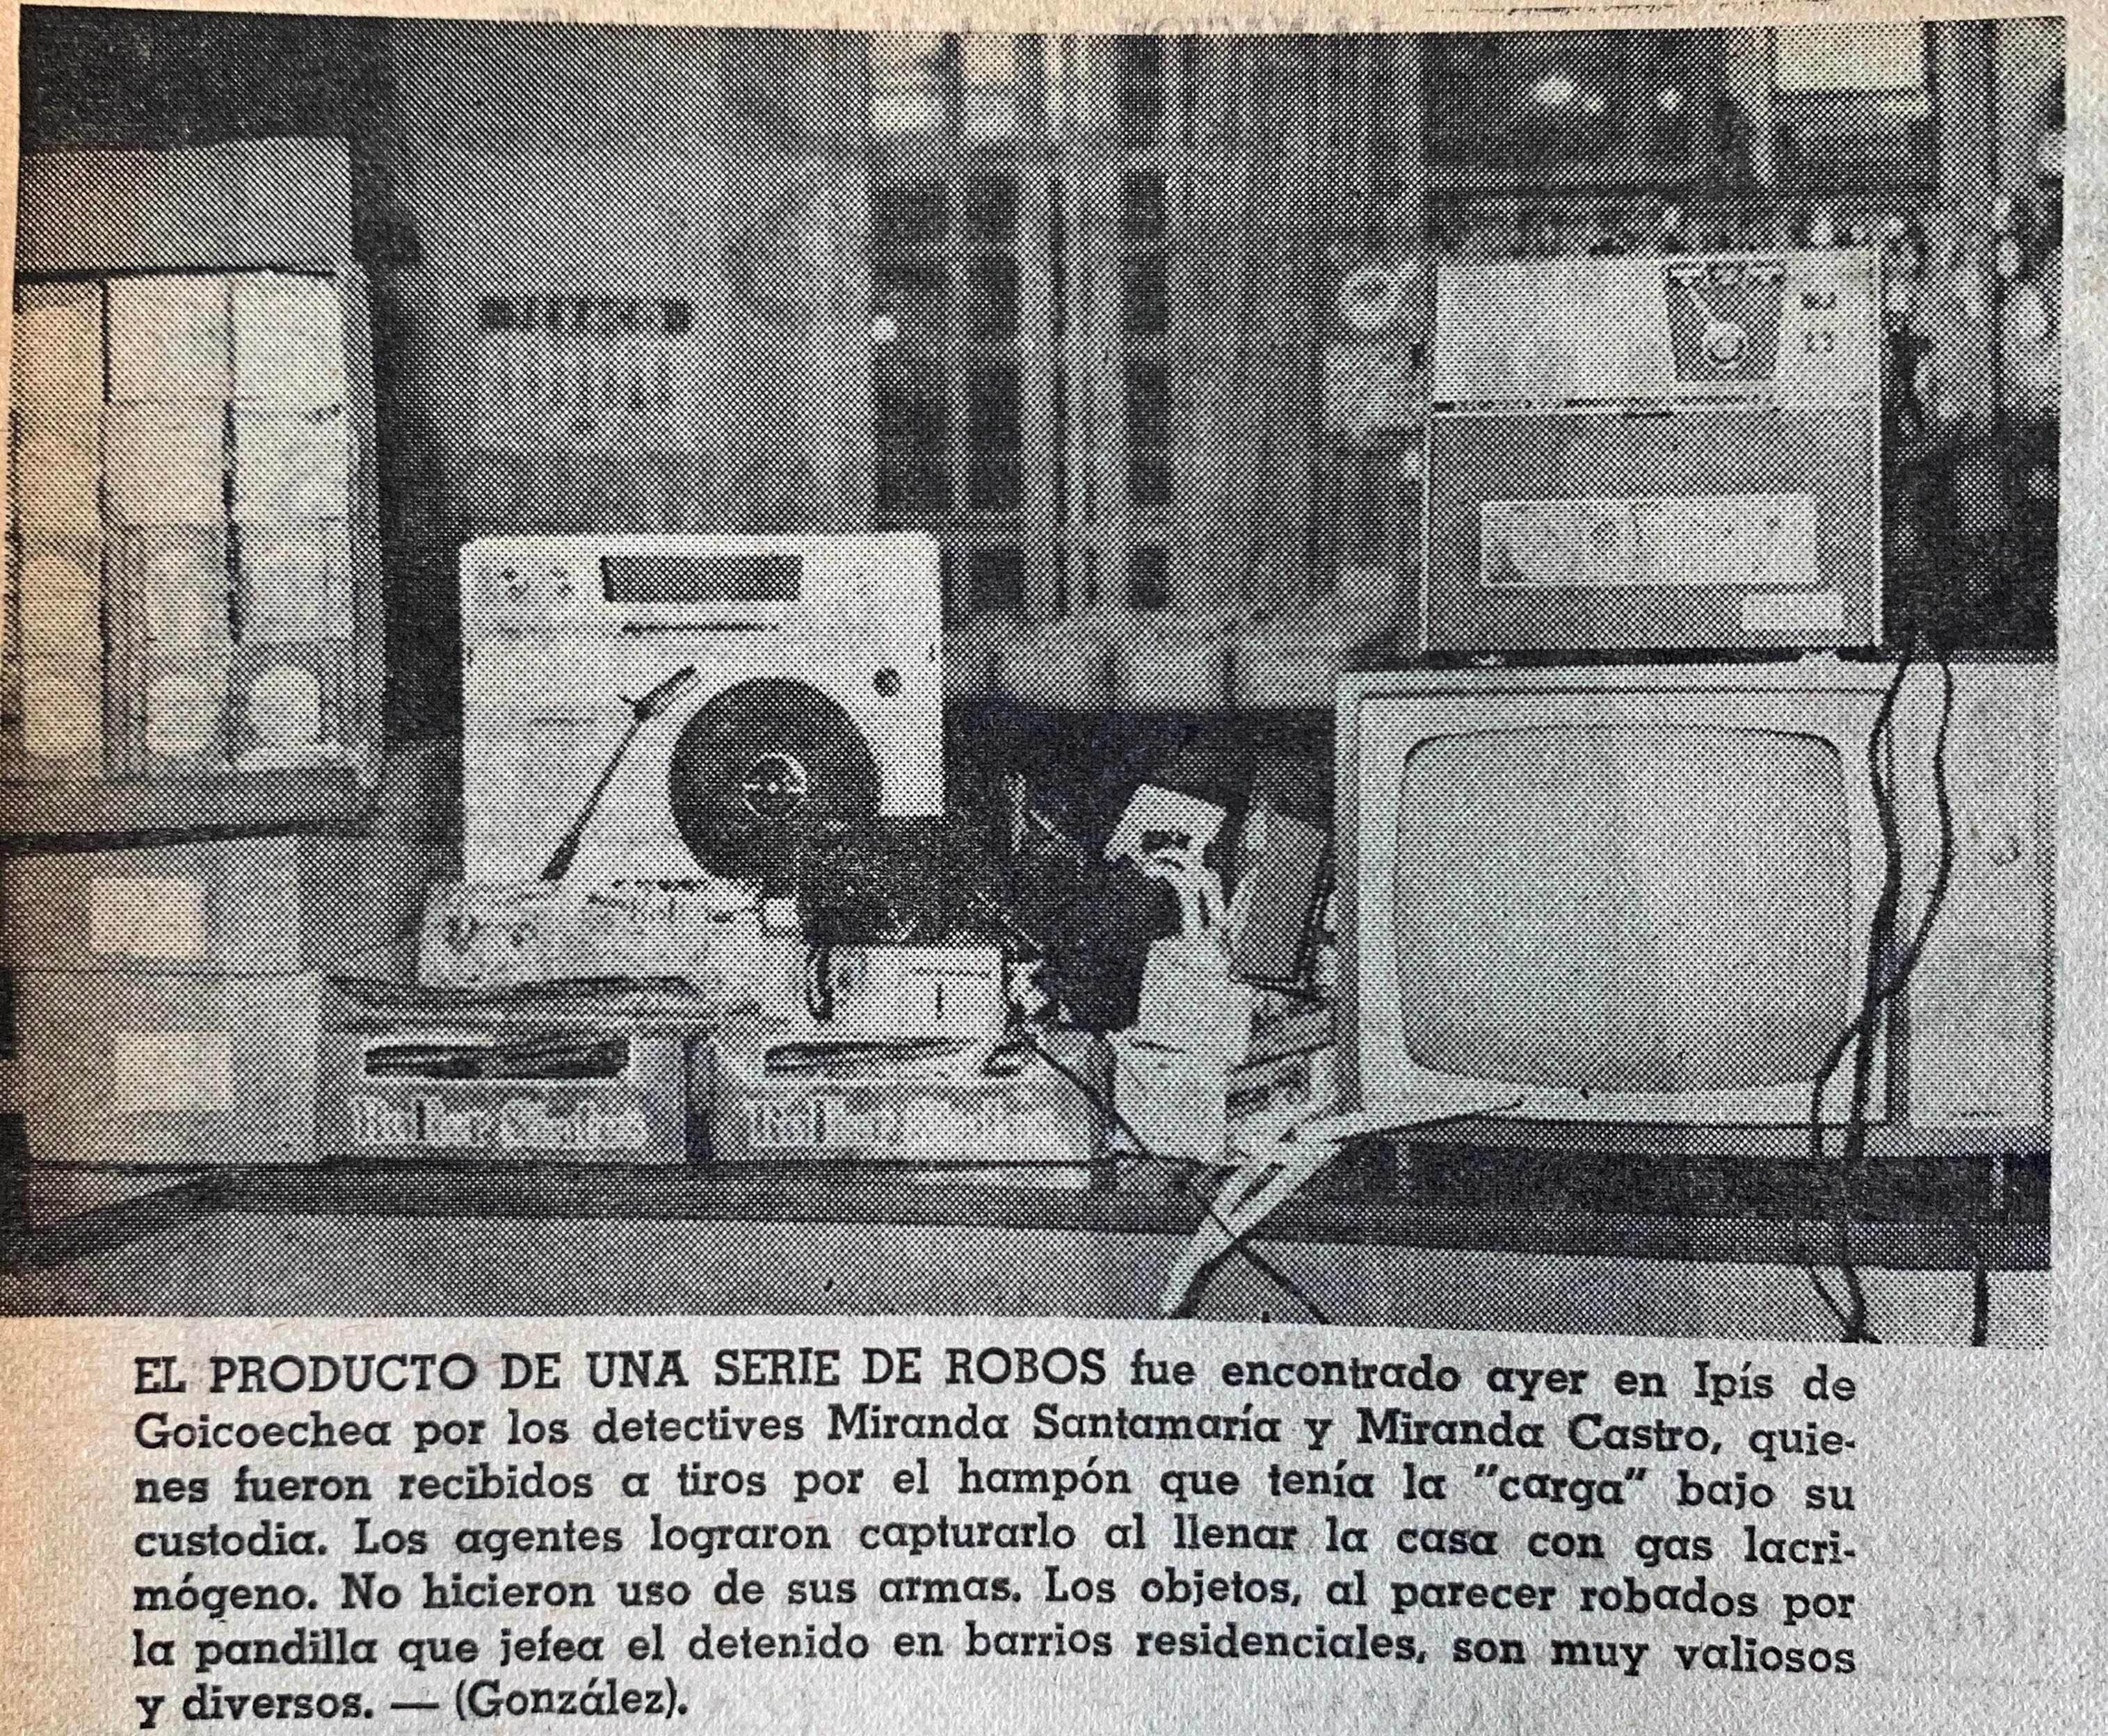 EL PRODUCTO DE UNA SERIE DE ROBOS fue encontrado ayer en Ipís de
Goicoechea por los detectives Miranda Santamaría y Miranda Castro, quie-
nes fueron recibidos a tiros por el hampón que tenía la "carga" bajo su
custodia. Los agentes lograron capturarlo al llenar la casa con gas lacri-
mógeno. No hicieron uso de sus armas. Los objetos, al parecer robados por
la pandilla que jefea el detenido en barrios residenciales, son muy valiosos
y diversos. — (González).